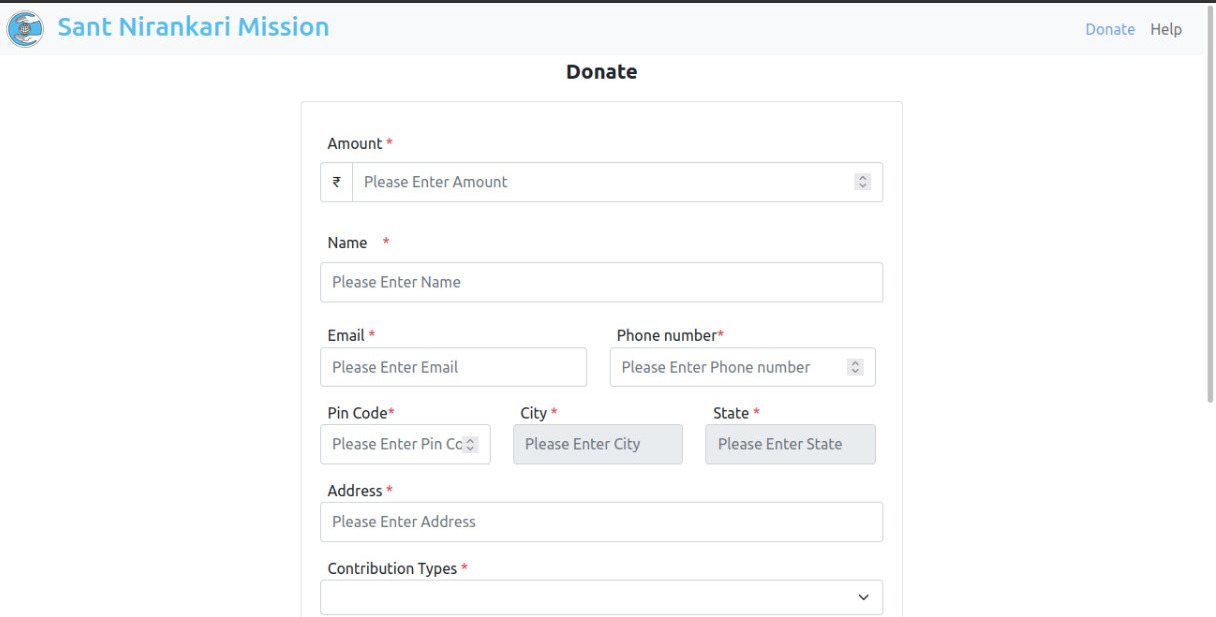 Sant Nirankari Mission
Donate Help
Donate
Amount *
₹ Please Enter Amount
Name *
Please Enter Name
Email * Phone number*
Please Enter Email Please Enter Phone number
Pin Code* City * State *
Please Enter Pin Co Please Enter City Please Enter State
Address *
Please Enter Address
Contribution Types *